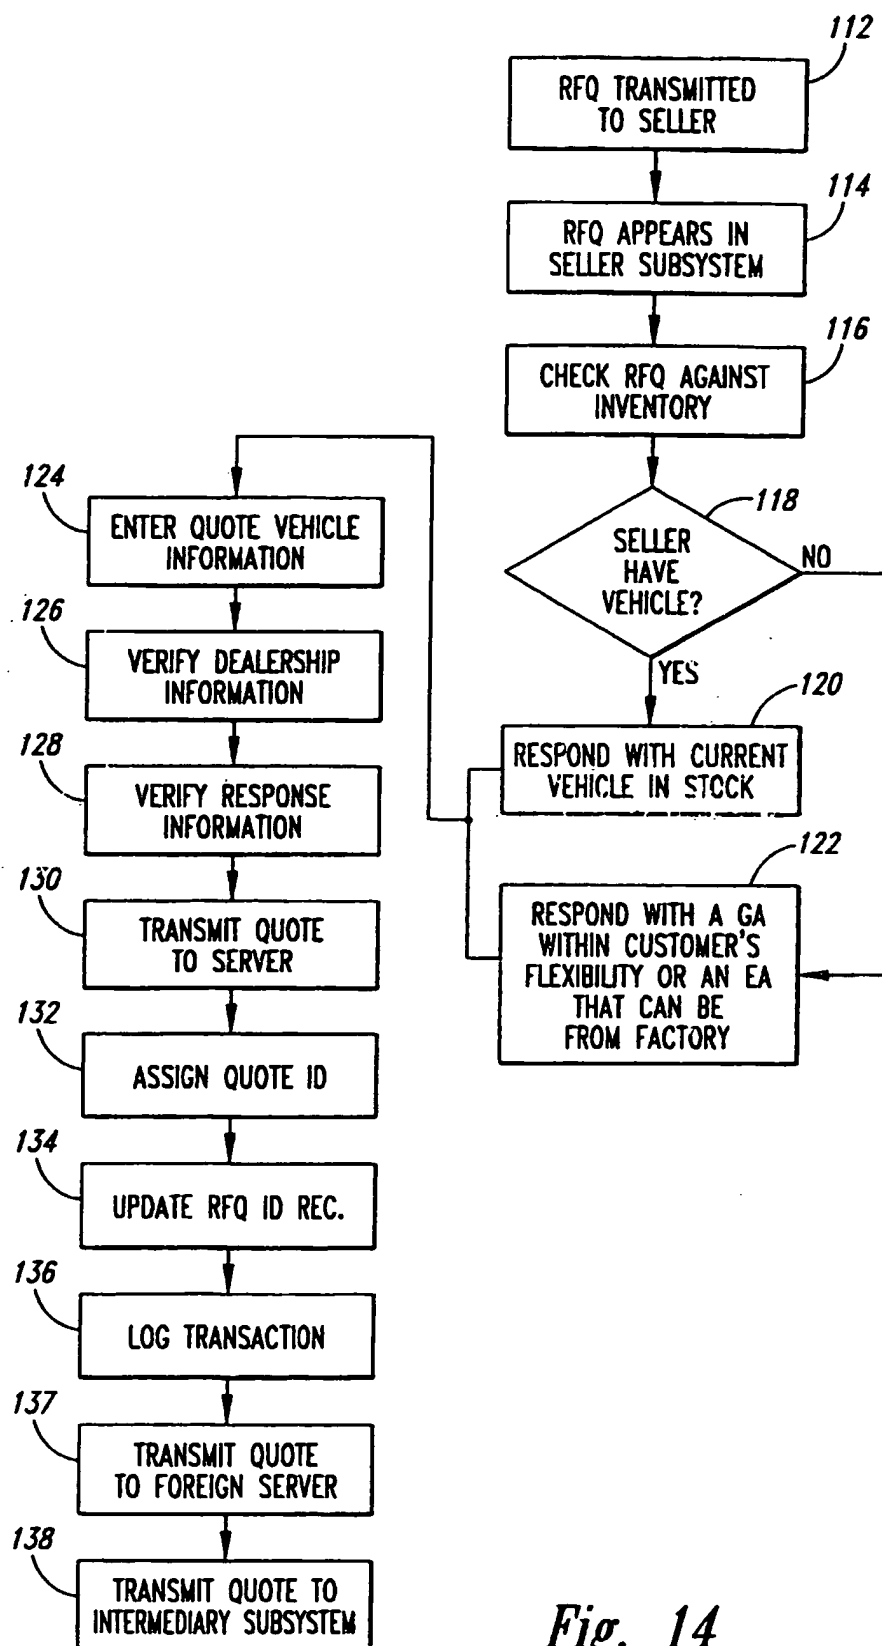 112
RFQ TRANSMITTED
TO SELLER
114
RFQ APPEARS IN
SELLER SUBSYSTEM
116
CHECK RFQ AGAINST
INVENTORY
118
SELLER
HAVE
VEHICLE?
NO
YES
120
RESPOND WITH CURRENT
VEHICLE IN STOCK
122
RESPOND WITH A GA
WITHIN CUSTOMER'S
FLEXIBILITY OR AN EA
THAT CAN BE
FROM FACTORY
124
ENTER QUOTE VEHICLE
INFORMATION
126
VERIFY DEALERSHIP
INFORMATION
128
VERIFY RESPONSE
INFORMATION
130
TRANSMIT QUOTE
TO SERVER
132
ASSIGN QUOTE ID
134
UPDATE RFQ ID REC.
136
LOG TRANSACTION
137
TRANSMIT QUOTE
TO FOREIGN SERVER
138
TRANSMIT QUOTE TO
INTERMEDIARY SUBSYSTEM
Fig. 14